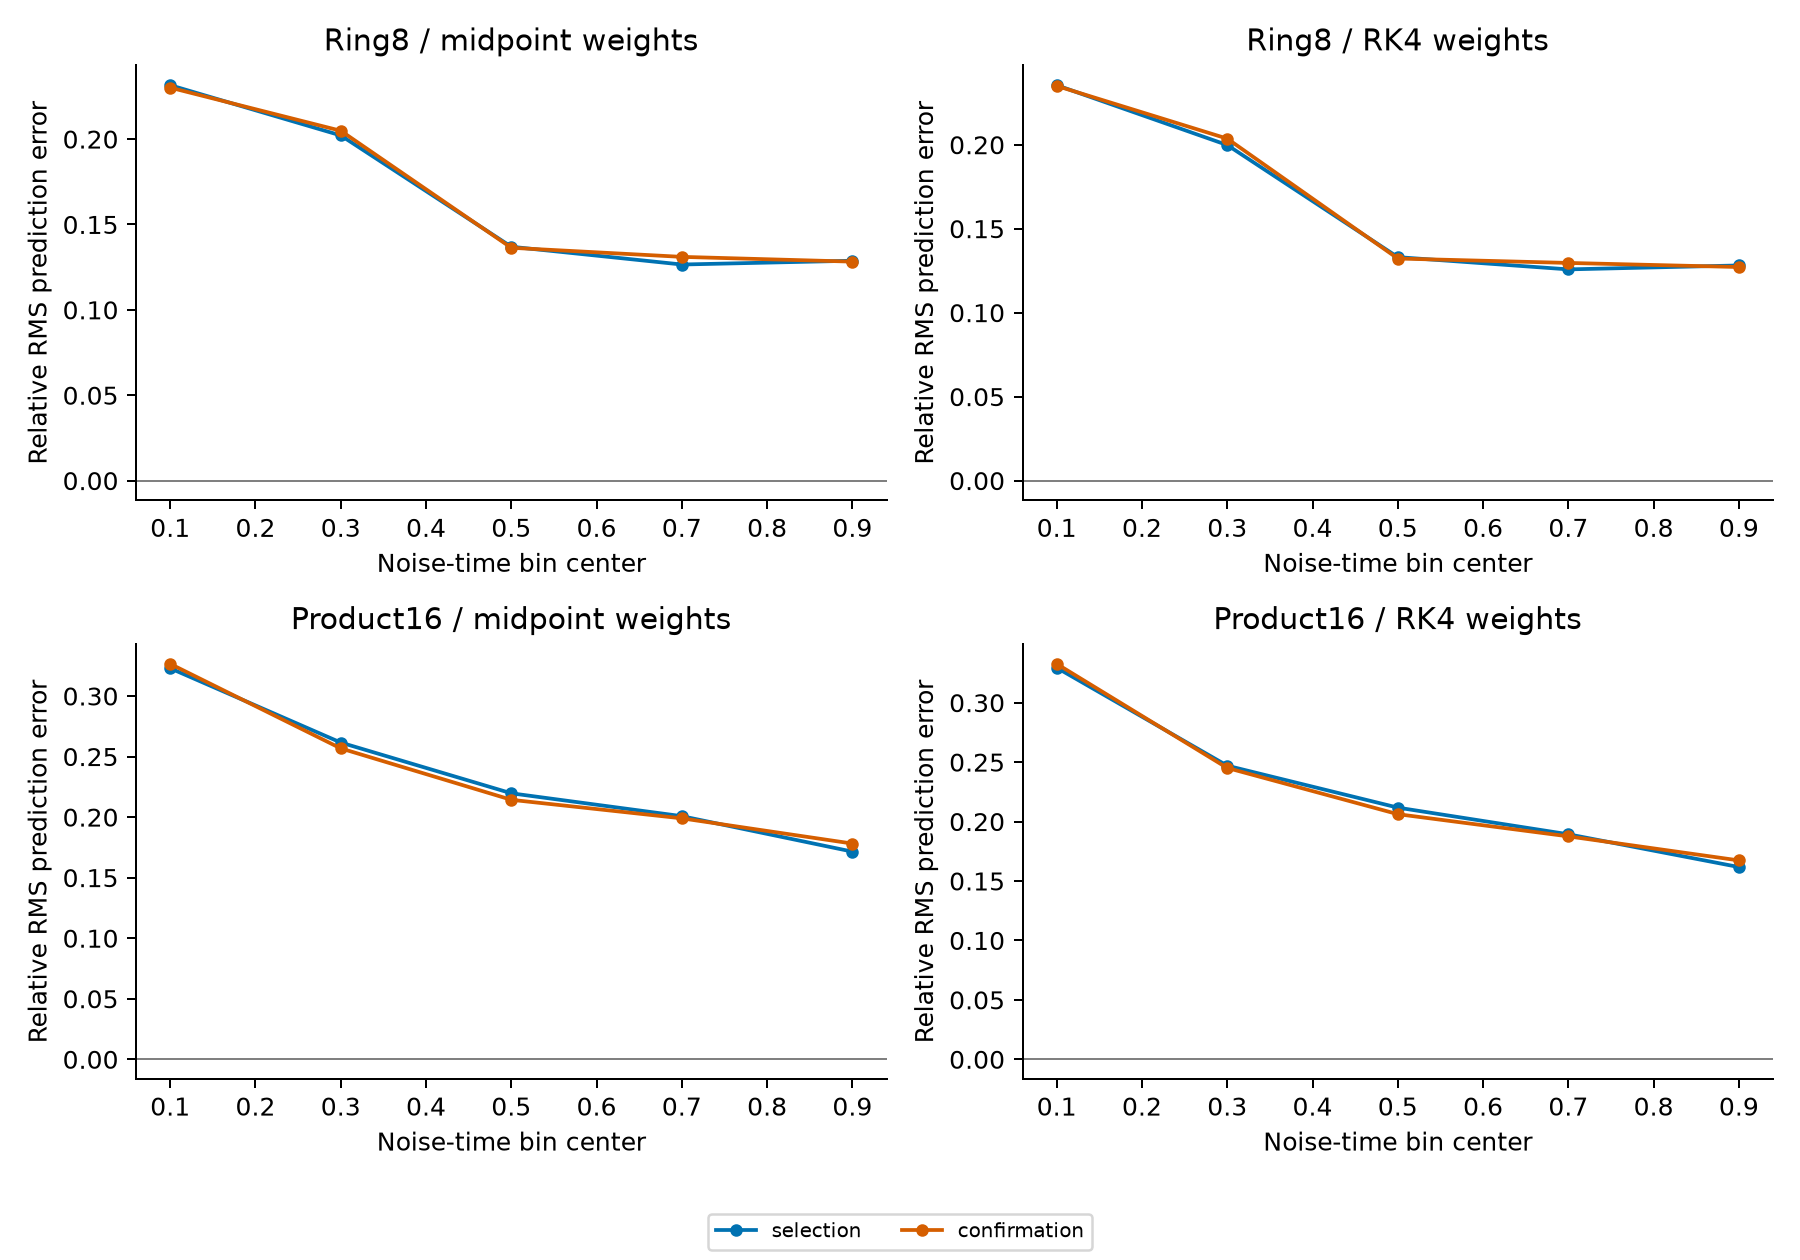 Ring8 / midpoint weights
Relative RMS prediction error
0.20
0.15
0.10
0.05
0.00
0.1 0.2 0.3 0.4 0.5 0.6 0.7 0.8 0.9
Noise-time bin center
Ring8 / RK4 weights
Relative RMS prediction error
0.20
0.15
0.10
0.05
0.00
0.1 0.2 0.3 0.4 0.5 0.6 0.7 0.8 0.9
Noise-time bin center
Product16 / midpoint weights
Relative RMS prediction error
0.30
0.25
0.20
0.15
0.10
0.05
0.00
0.1 0.2 0.3 0.4 0.5 0.6 0.7 0.8 0.9
Noise-time bin center
Product16 / RK4 weights
Relative RMS prediction error
0.30
0.25
0.20
0.15
0.10
0.05
0.00
0.1 0.2 0.3 0.4 0.5 0.6 0.7 0.8 0.9
Noise-time bin center
selection confirmation